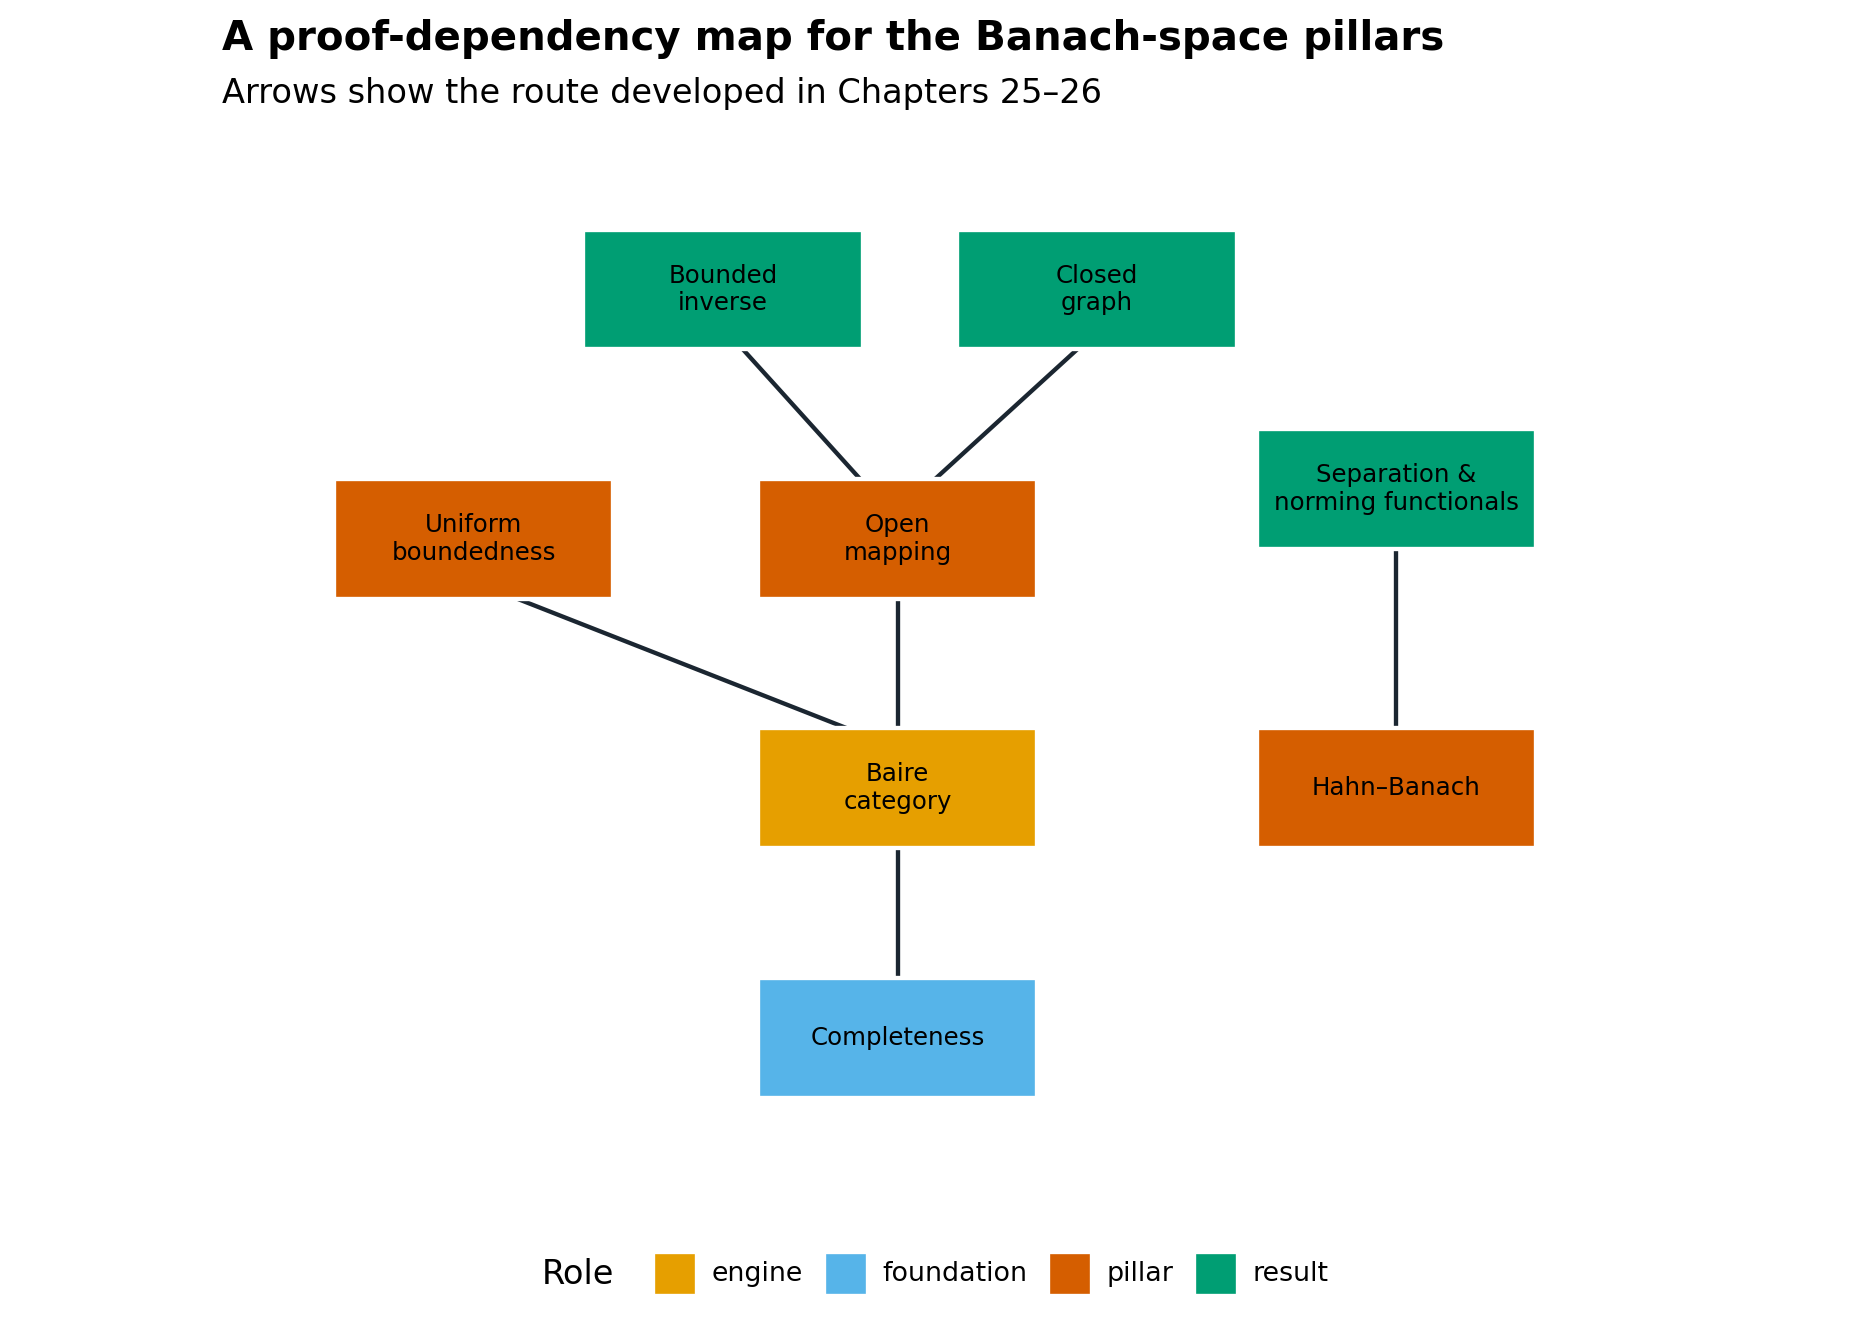 A proof-dependency map for the Banach-space pillars
Arrows show the route developed in Chapters 25–26
Bounded
inverse
Closed
graph
Separation &
norming functionals
Uniform
boundedness
Open
mapping
Baire
category
Hahn–Banach
Completeness
Role
engine
foundation
pillar
result